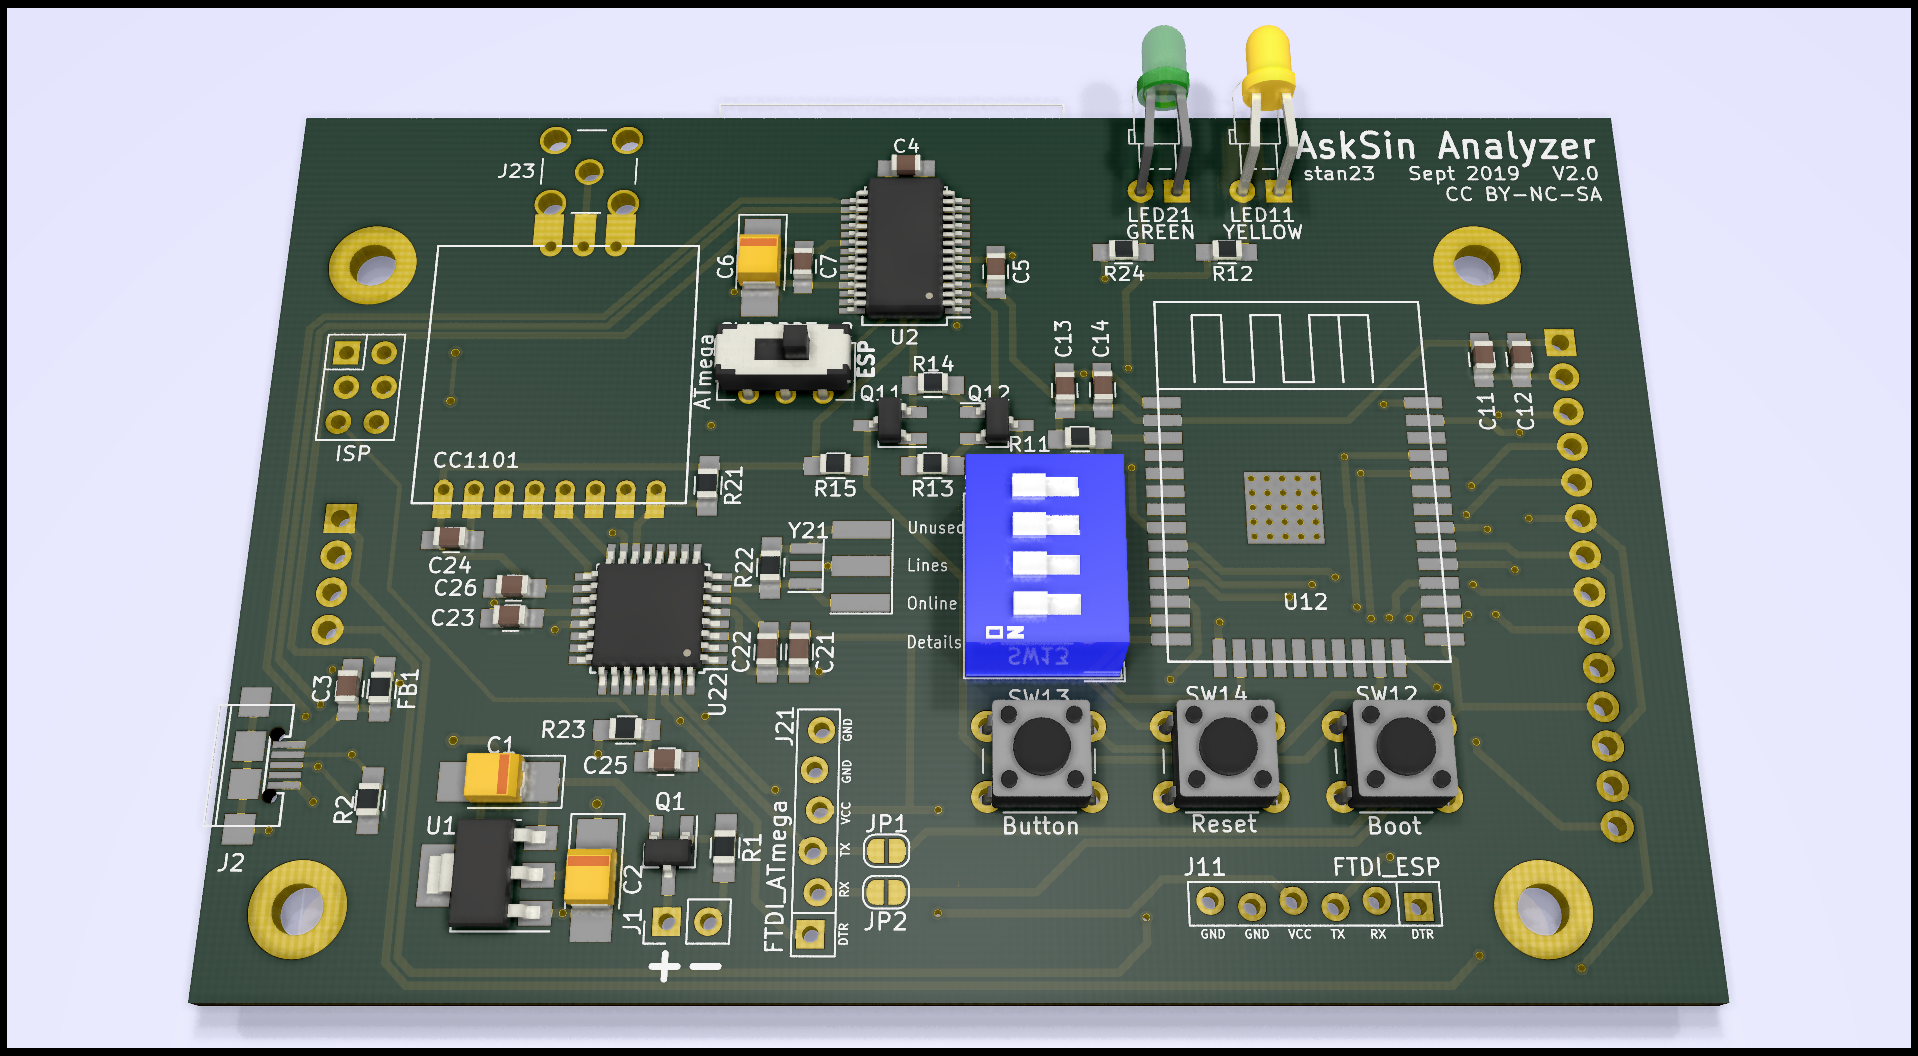 AskSin Analyzer
stan23 Sept 2019 V2.0
CC BY-NC-SA
J23
C4
LED21
GREEN
LED11
YELLOW
R24
R12
C6
C7
C5
U2
ATmega
ESP
C13
C14
C11
C12
R14
Q11
Q12
R11
R15
R13
ISP
CC1101
R21
C24
C26
C23
R22
Y21
Unused
Lines
Online
Details
ON
SW13
U12
C22
C21
U22
C3
FB1
SW13
SW14
SW12
R23
C25
J21
GND
GND
VCC
TX
RX
DTR
FTDI_ATmega
C1
R2
U1
J2
C2
Q1
R1
J1
+ −
JP1
JP2
Button
Reset
Boot
J11
FTDI_ESP
GND GND VCC TX RX DTR